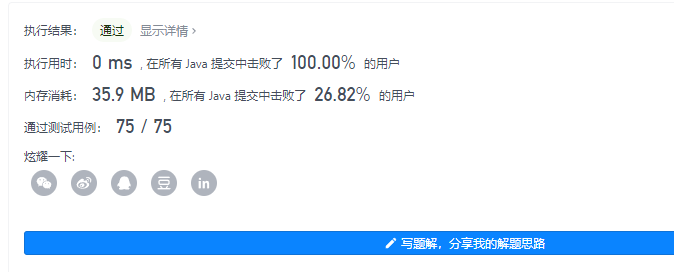 执行结果： 通过 显示详情 ›
执行用时： 0 ms , 在所有 Java 提交中击败了 100.00% 的用户
内存消耗： 35.9 MB , 在所有 Java 提交中击败了 26.82% 的用户
通过测试用例： 75 / 75
炫耀一下:
豆 in
写题解，分享我的解题思路